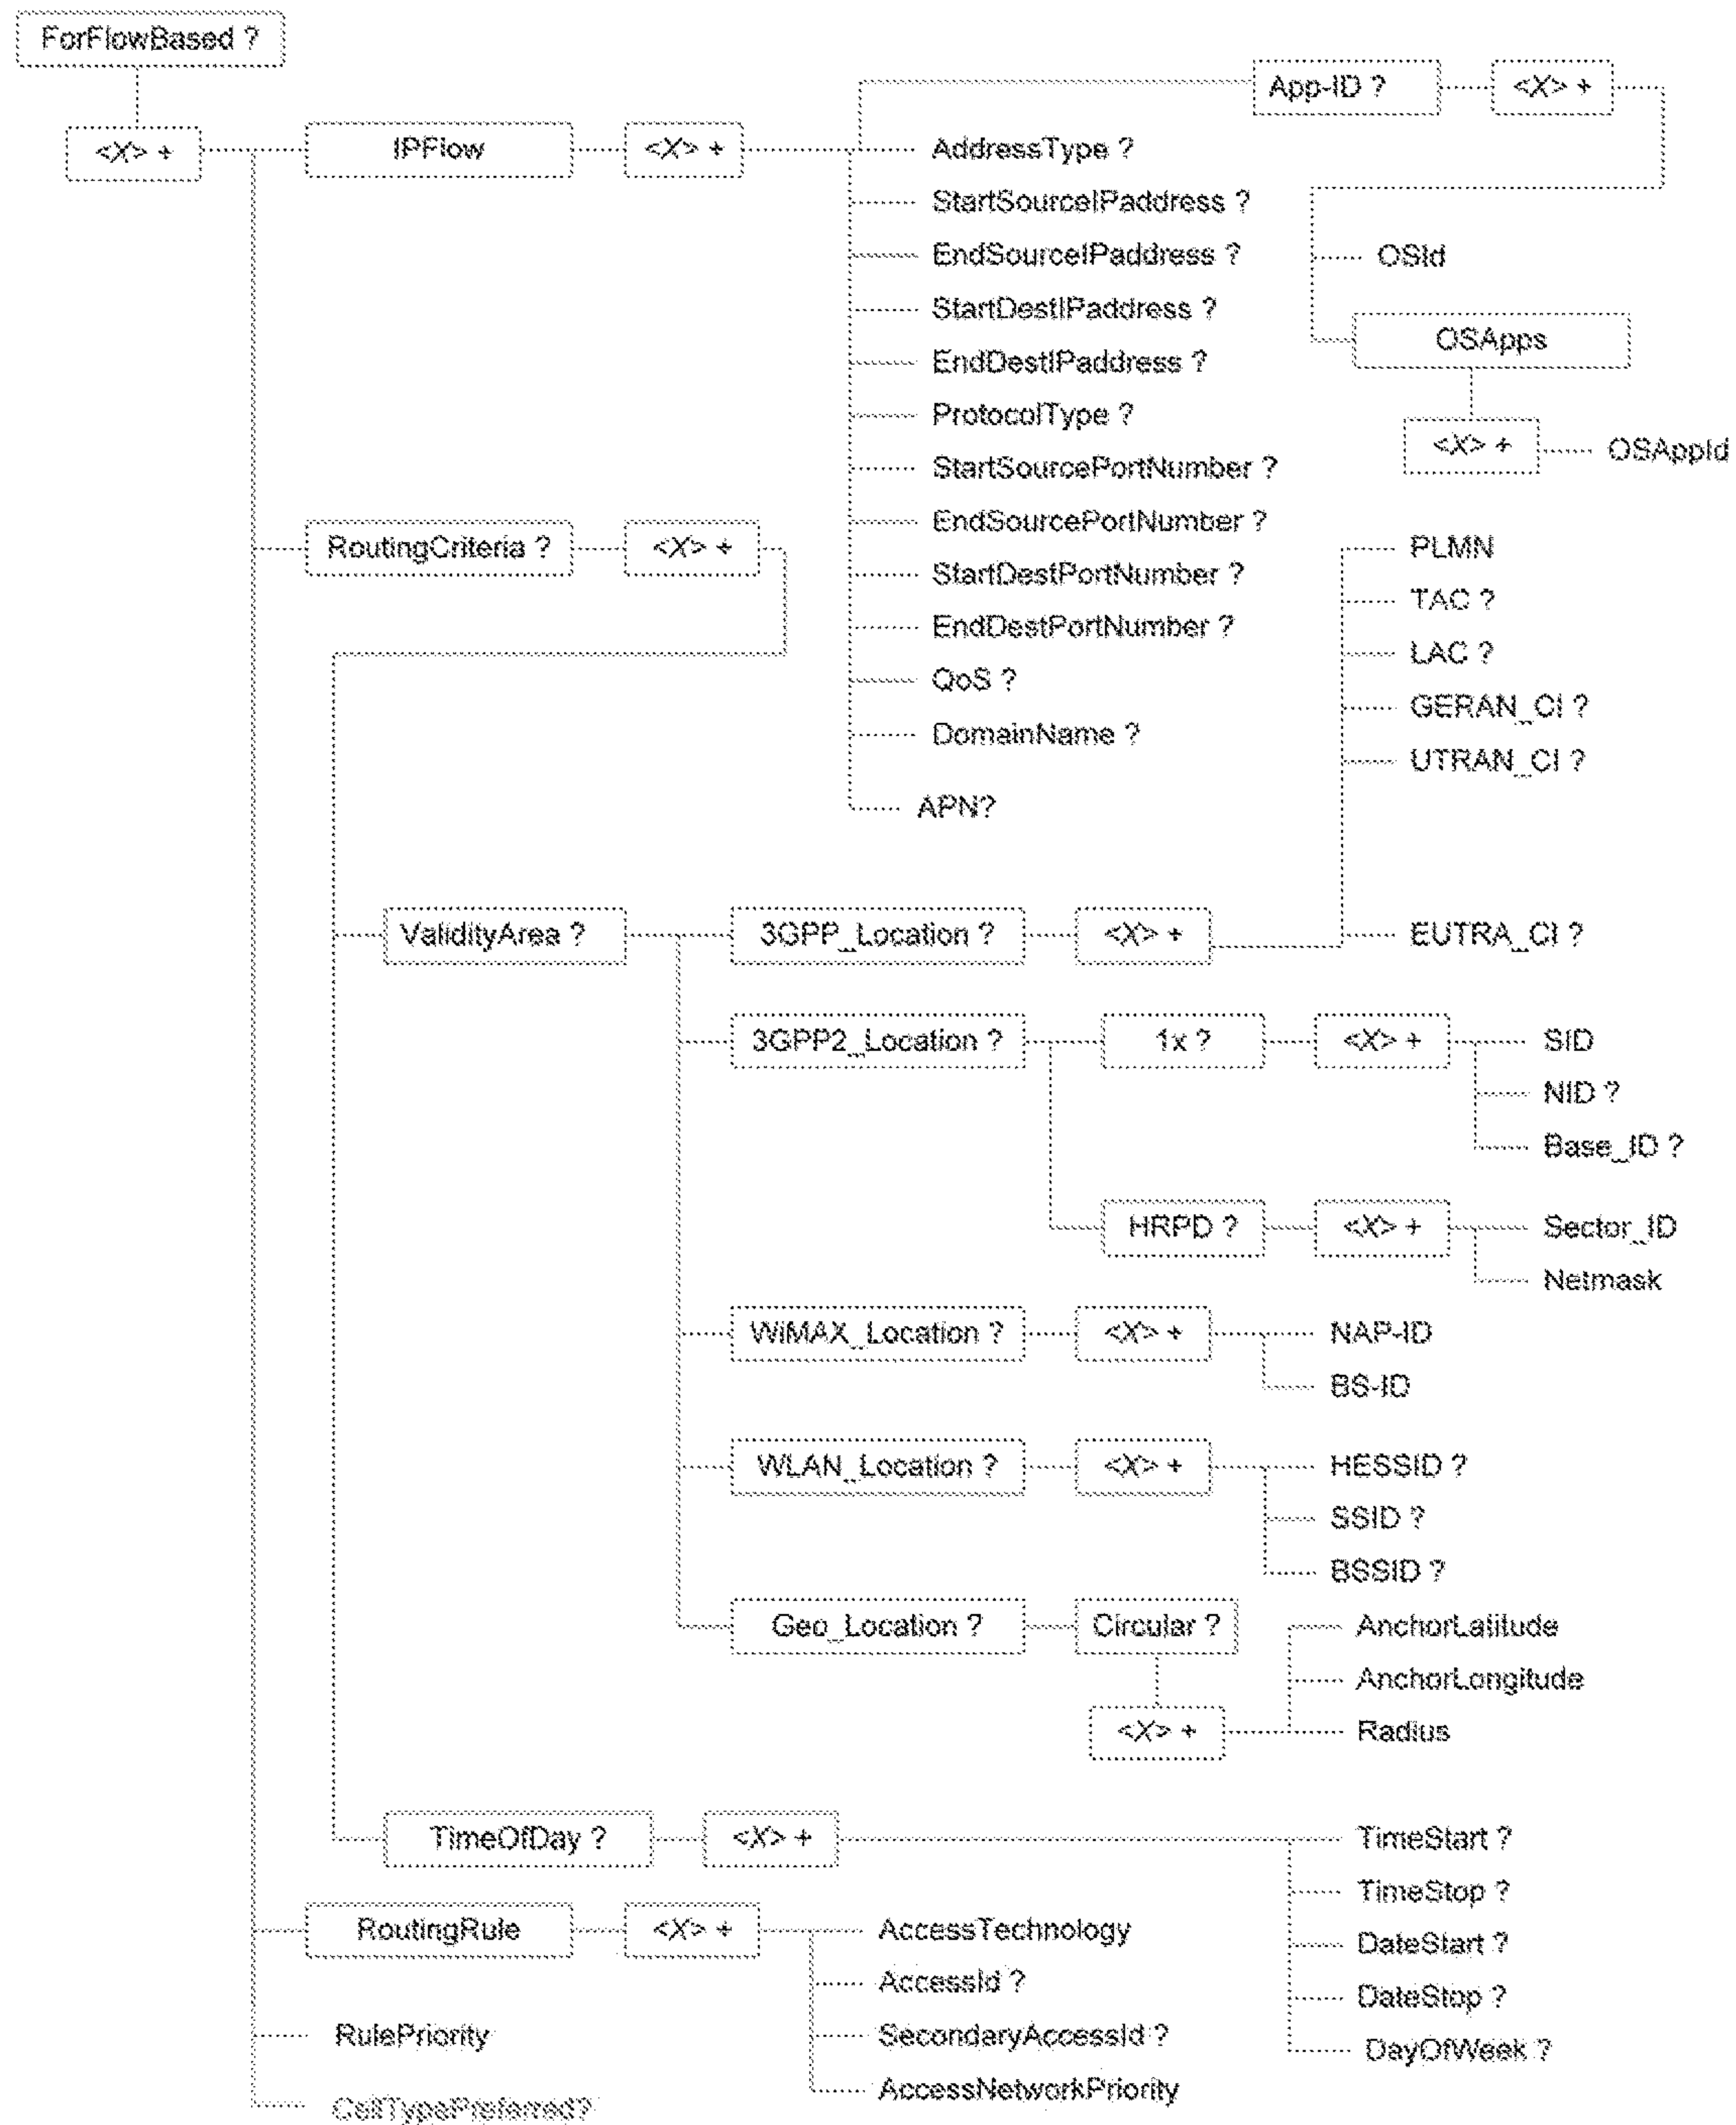 ForFlowBased ?
<X> +
IPFlow
<X> +
App-ID ?
<X> +
AddressType ?
StartSourceIPaddress ?
EndSourceIPaddress ?
StartDestIPaddress ?
EndDestIPaddress ?
ProtocolType ?
StartSourcePortNumber ?
EndSourcePortNumber ?
StartDestPortNumber ?
EndDestPortNumber ?
QoS ?
DomainName ?
APN?
OSId
OSApps
<X> +
OSAppId
RoutingCriteria ?
<X> +
ValidityArea ?
3GPP_Location ?
<X> +
PLMN
TAC ?
LAC ?
GERAN_CI ?
UTRAN_CI ?
EUTRA_CI ?
3GPP2_Location ?
1x ?
<X> +
SID
NID ?
Base_ID ?
HRPD ?
<X> +
Sector_ID
Netmask
WiMAX_Location ?
<X> +
NAP-ID
BS-ID
WLAN_Location ?
<X> +
HESSID ?
SSID ?
BSSID ?
Geo_Location ?
Circular ?
<X> +
AnchorLatitude
AnchorLongitude
Radius
TimeOfDay ?
<X> +
TimeStart ?
TimeStop ?
DateStart ?
DateStop ?
DayOfWeek ?
RoutingRule
<X> +
AccessTechnology
AccessId ?
SecondaryAccessId ?
AccessNetworkPriority
RulePriority
CellTypePreferred?